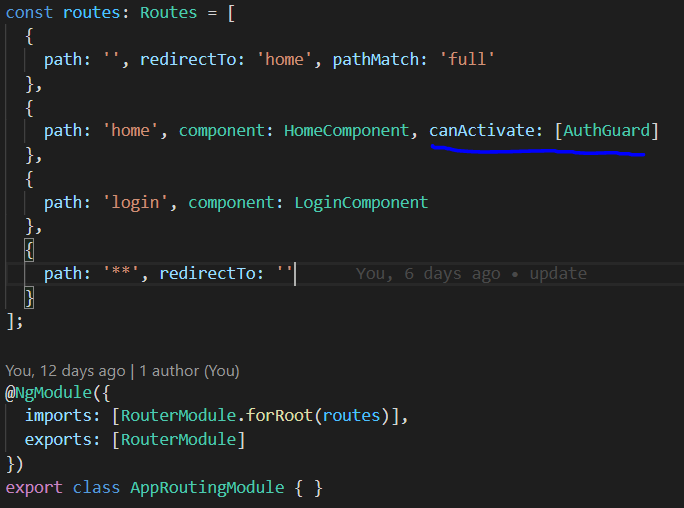 const routes: Routes = [
{
path: '', redirectTo: 'home', pathMatch: 'full'
},
{
path: 'home', component: HomeComponent, canActivate: [AuthGuard]
},
{
path: 'login', component: LoginComponent
},
{
path: '**', redirectTo: '' You, 6 days ago • update
}
];
You, 12 days ago | 1 author (You)
@NgModule({
imports: [RouterModule.forRoot(routes)],
exports: [RouterModule]
})
export class AppRoutingModule { }